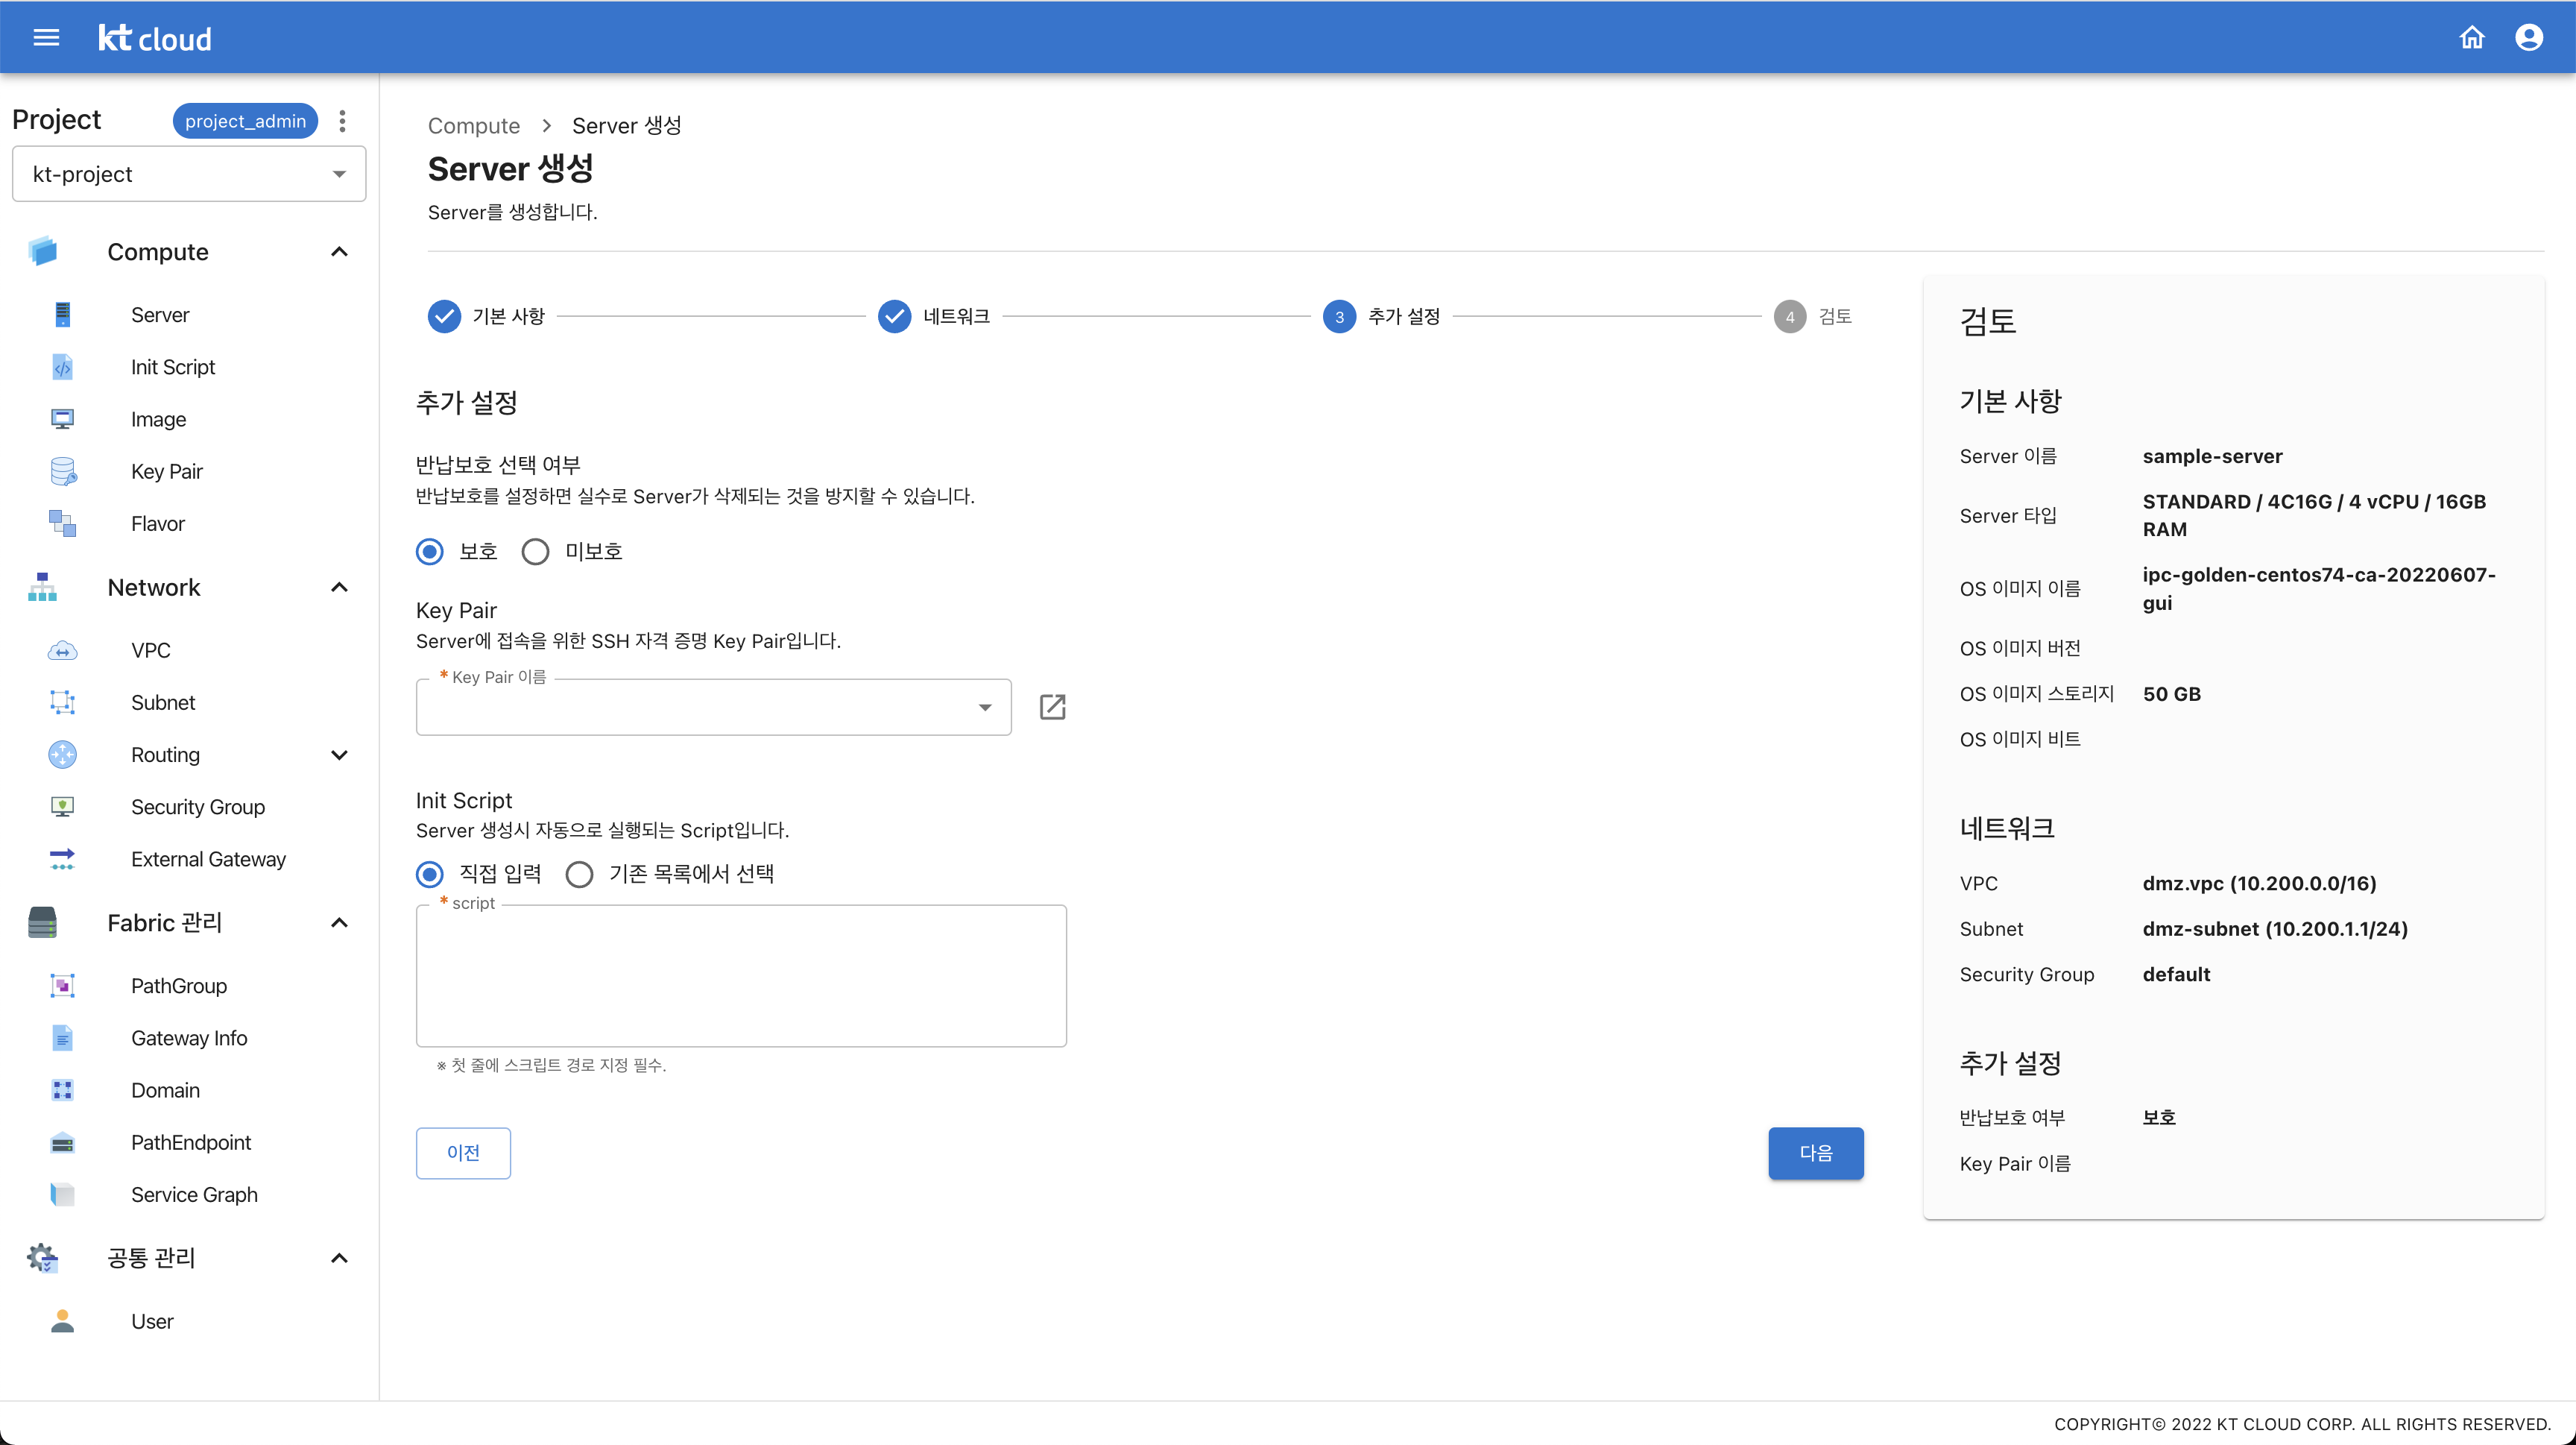 kt cloud
Project
project_admin
kt-project
Compute
Server
Init Script
Image
Key Pair
Flavor
Network
VPC
Subnet
Routing
Security Group
External Gateway
Fabric 관리
PathGroup
Gateway Info
Domain
PathEndpoint
Service Graph
공통 관리
User
Compute > Server 생성
Server 생성
Server를 생성합니다.
기본 사항
네트워크
3 추가 설정
4 검토
추가 설정
반납보호 선택 여부
반납보호를 설정하면 실수로 Server가 삭제되는 것을 방지할 수 있습니다.
보호 미보호
Key Pair
Server에 접속을 위한 SSH 자격 증명 Key Pair입니다.
* Key Pair 이름
Init Script
Server 생성시 자동으로 실행되는 Script입니다.
직접 입력 기존 목록에서 선택
* script
※ 첫 줄에 스크립트 경로 지정 필수.
이전
다음
검토
기본 사항
Server 이름 sample-server
Server 타입 STANDARD / 4C16G / 4 vCPU / 16GB
RAM
OS 이미지 이름 ipc-golden-centos74-ca-20220607-
gui
OS 이미지 버전
OS 이미지 스토리지 50 GB
OS 이미지 비트
네트워크
VPC dmz.vpc (10.200.0.0/16)
Subnet dmz-subnet (10.200.1.1/24)
Security Group default
추가 설정
반납보호 여부 보호
Key Pair 이름
COPYRIGHT© 2022 KT CLOUD CORP. ALL RIGHTS RESERVED.